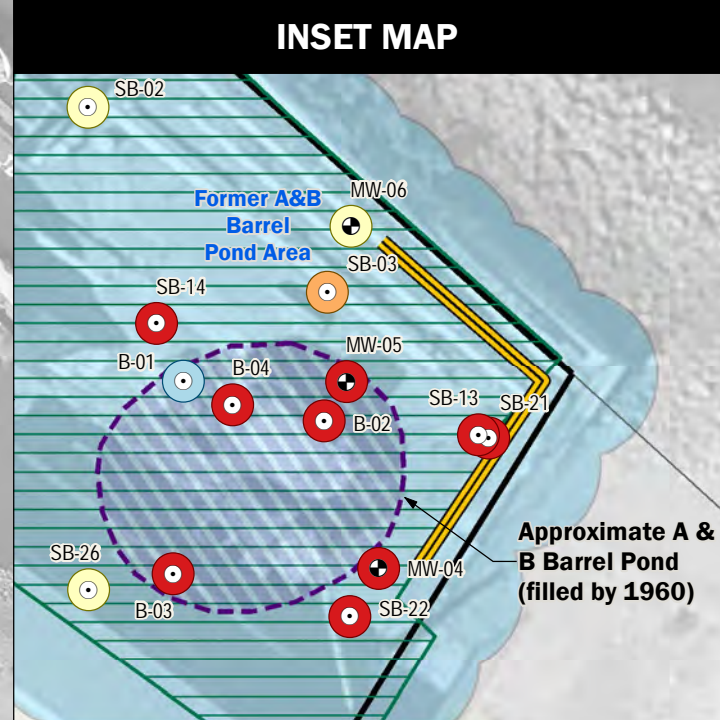 INSET MAP
SB-02
Former A&B
Barrel
Pond Area
MW-06
SB-03
SB-14
MW-05
B-01
B-04
SB-13
SB-21
B-02
Approximate A &
B Barrel Pond
(filled by 1960)
SB-26
MW-04
B-03
SB-22